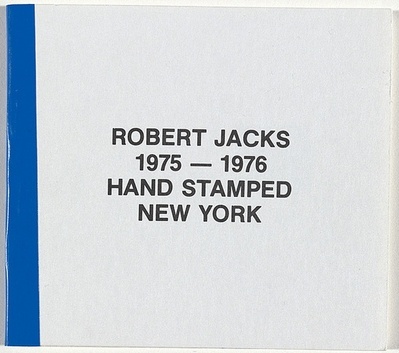 ROBERT JACKS
1975 — 1976
HAND STAMPED
NEW YORK